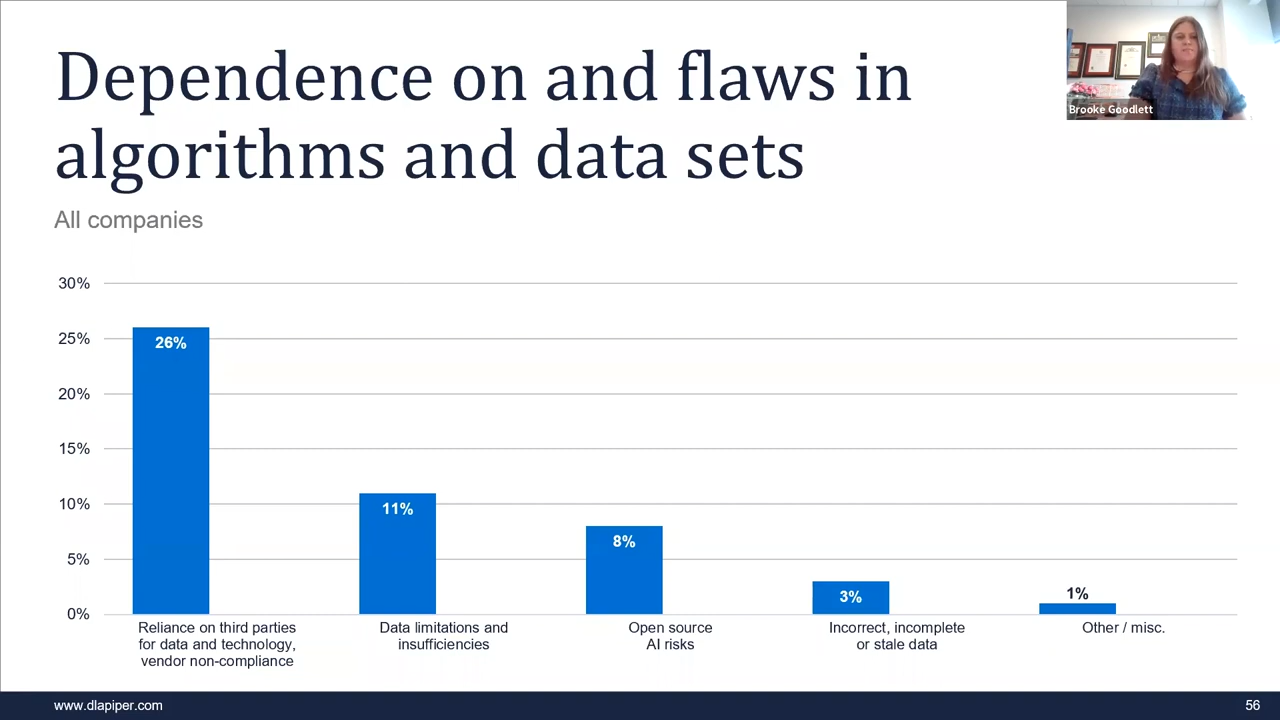 Dependence on and flaws in
algorithms and data sets
Brooke Goodlett
All companies
30%
25%
20%
15%
10%
5%
0%
26%
11%
8%
3%
1%
Reliance on third parties
for data and technology,
vendor non-compliance
Data limitations and
insufficiencies
Open source
AI risks
Incorrect, incomplete
or stale data
Other / misc.
www.dlapiper.com
56